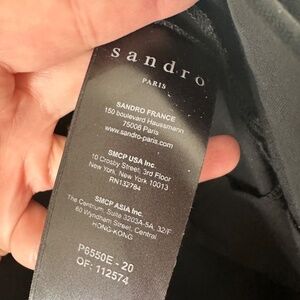 sandro
PARIS
SANDRO FRANCE
150 boulevard Haussmann
75008 Paris
www.sandro-paris.com
SMCP USA Inc.
10 Crosby Street, 3rd Floor
New York, New York 10013
RN132784
SMCP ASIA Inc.
The Centrum, Suite 3203A-5A, 32/F
60 Wyndham Street, Central
HONG-KONG
P6550E - 20
OF: 112574